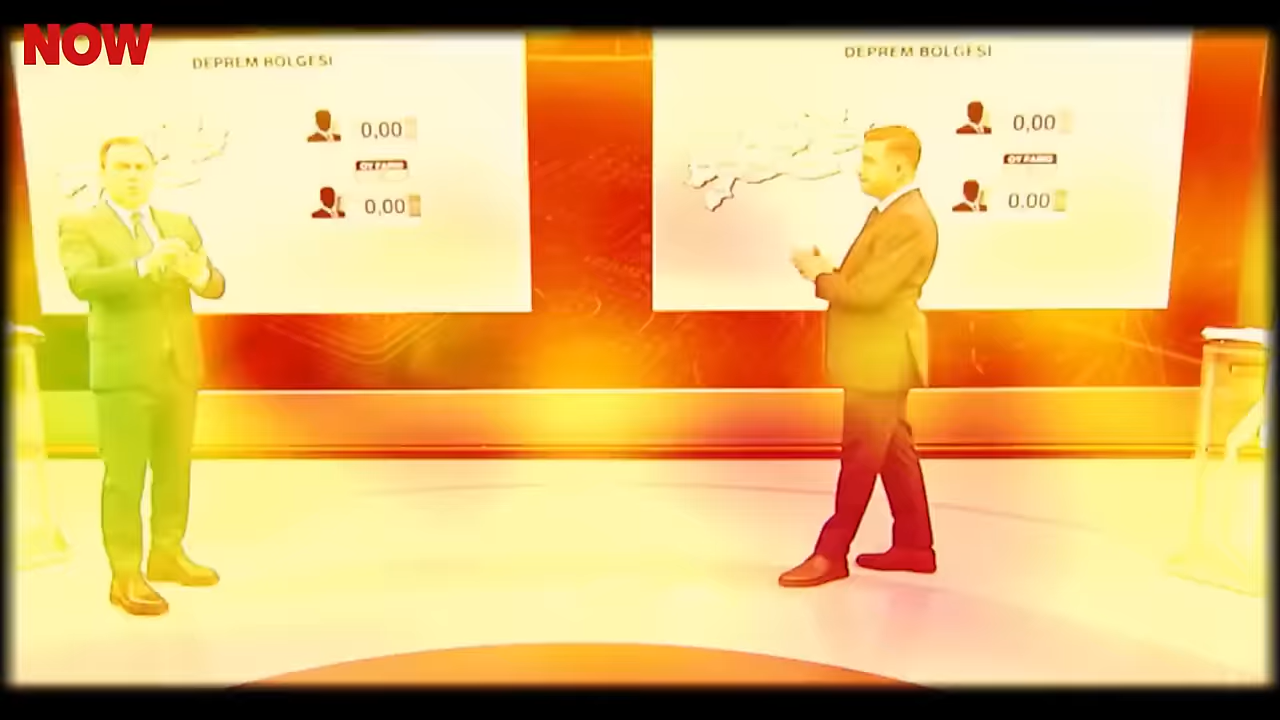 NOW
DEPREM BÖLGESİ
0,00
OY FARKI
0,00
DEPREM BÖLGESİ
0,00
OY FARKI
0,00